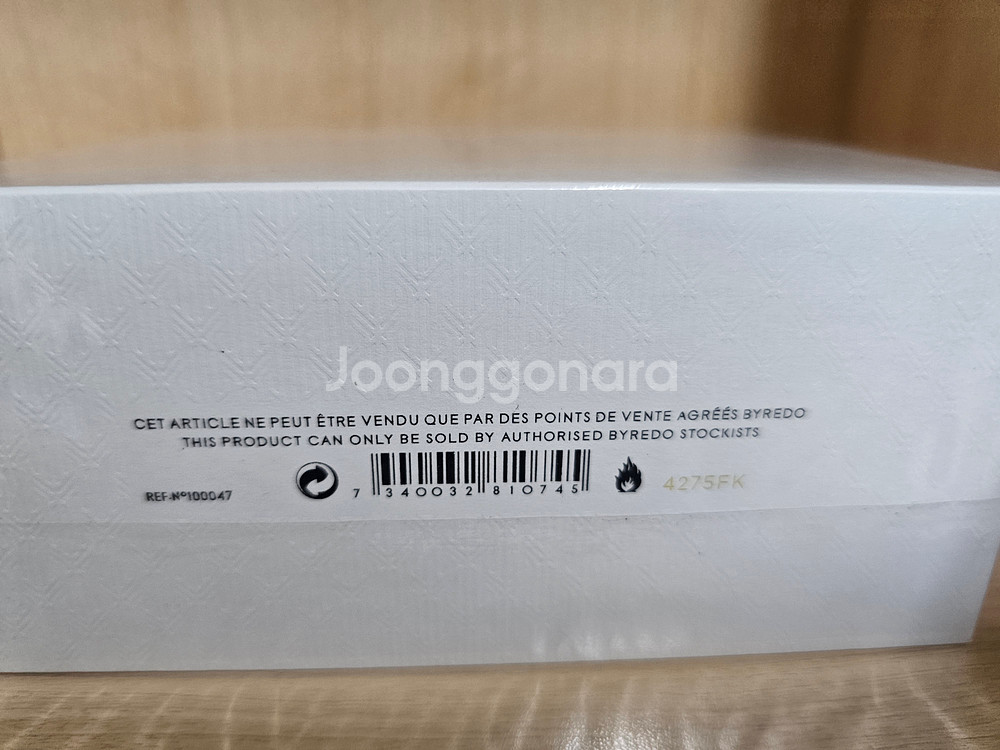 Joonggonara
CET ARTICLE NE PEUT ÊTRE VENDU QUE PAR DES POINTS DE VENTE AGRÉÉS BYREDO
THIS PRODUCT CAN ONLY BE SOLD BY AUTHORISED BYREDO STOCKISTS
REF:Nº100047
7 340032 810745
4275FK